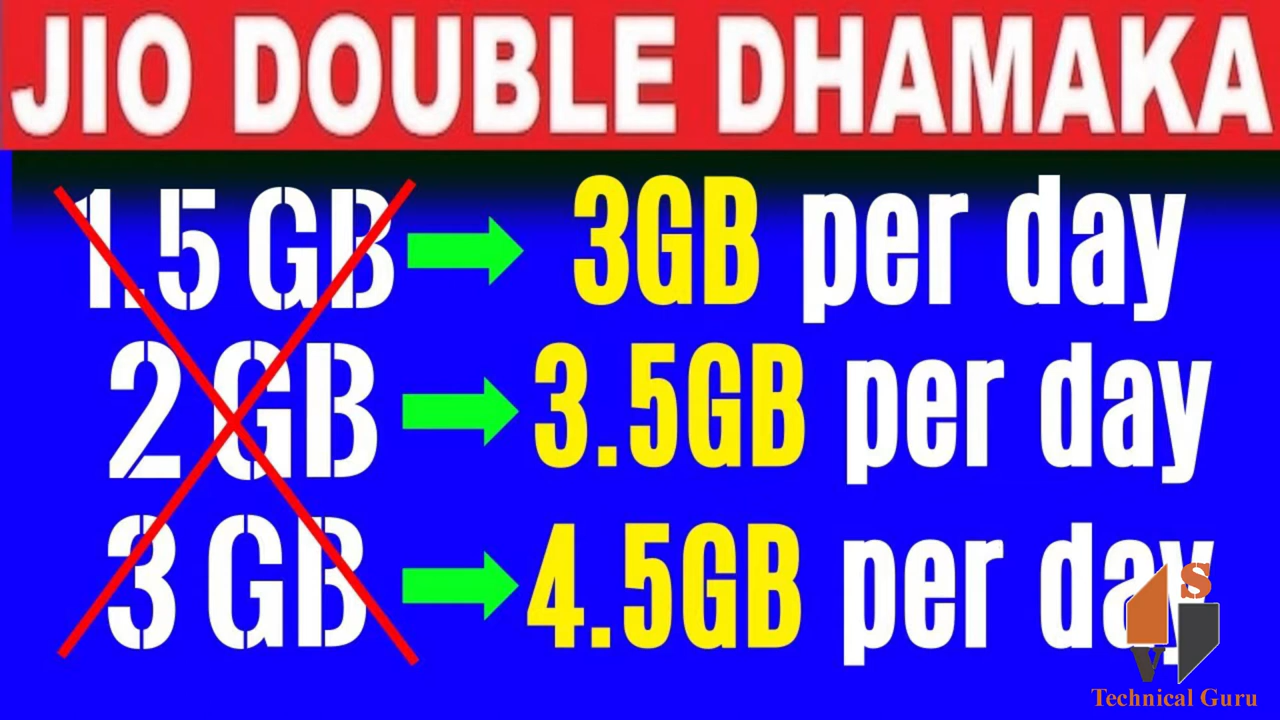 JIO DOUBLE DHAMAKA
1.5 GB 3GB per day
2 GB 3.5GB per day
3 GB 4.5GB per day
S
V
Technical Guru